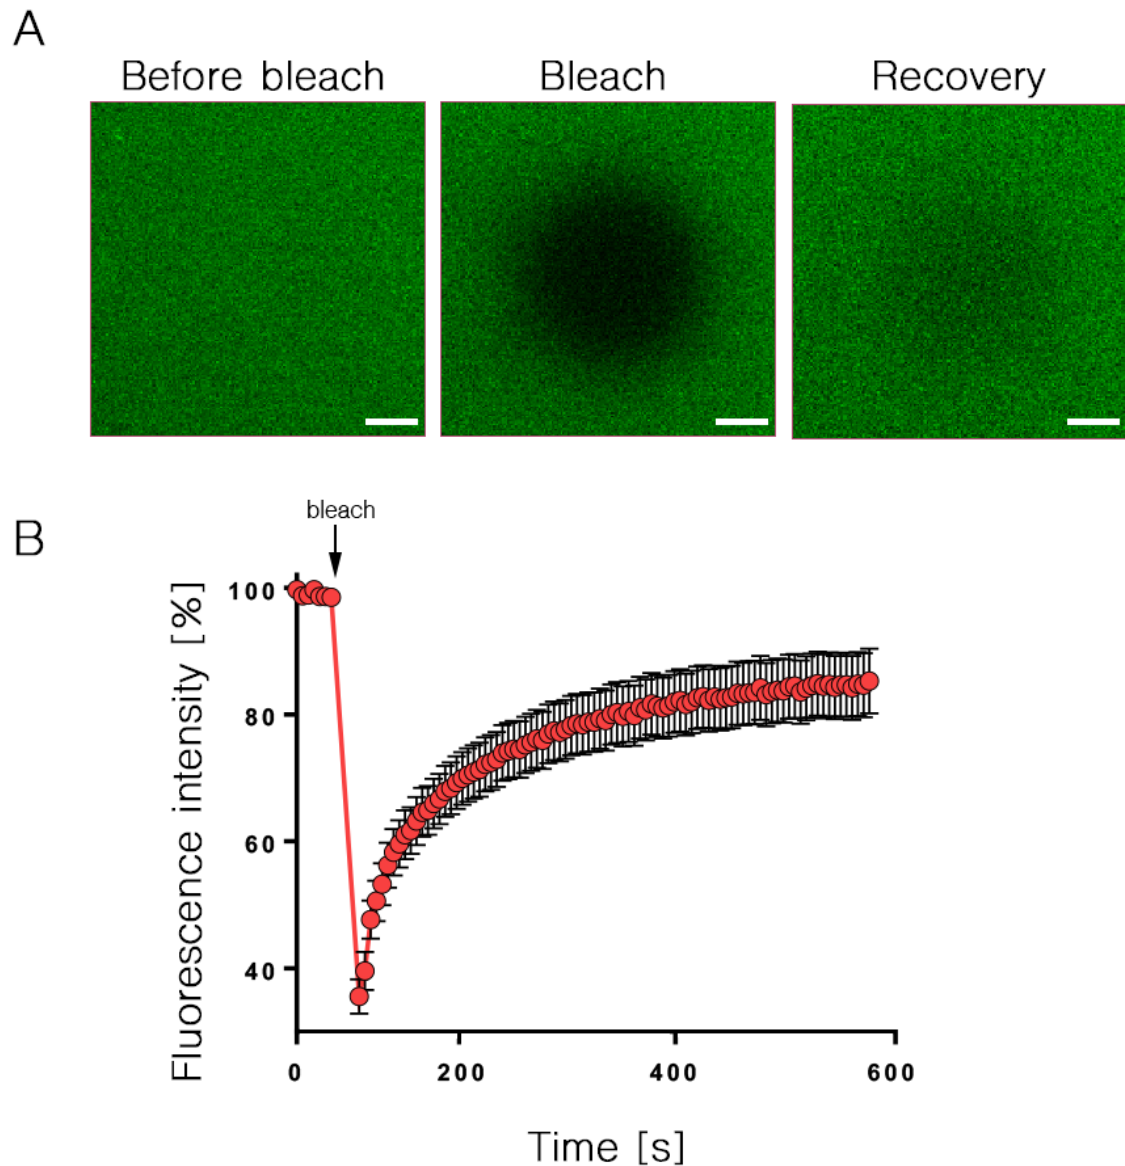 A
Before bleach
Bleach
Recovery
B
bleach
Fluorescence intensity [%]
100
80
60
40
0
200
400
600
Time [s]